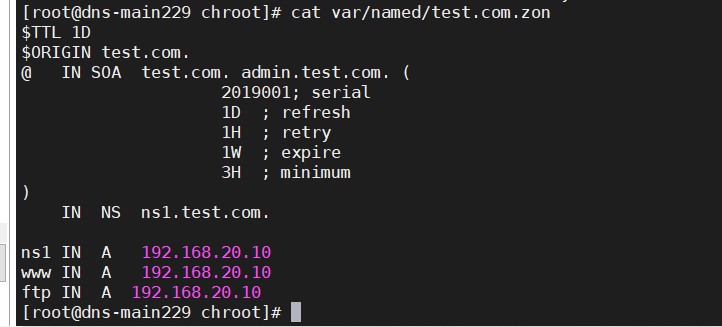 [root@dns-main229 chroot]# cat var/named/test.com.zon
$TTL 1D
$ORIGIN test.com.
@   IN SOA  test.com. admin.test.com. (
                    2019001; serial
                    1D  ; refresh
                    1H  ; retry
                    1W  ; expire
                    3H  ; minimum
)
    IN  NS  ns1.test.com.

ns1 IN  A   192.168.20.10
www IN  A   192.168.20.10
ftp IN  A  192.168.20.10
[root@dns-main229 chroot]#